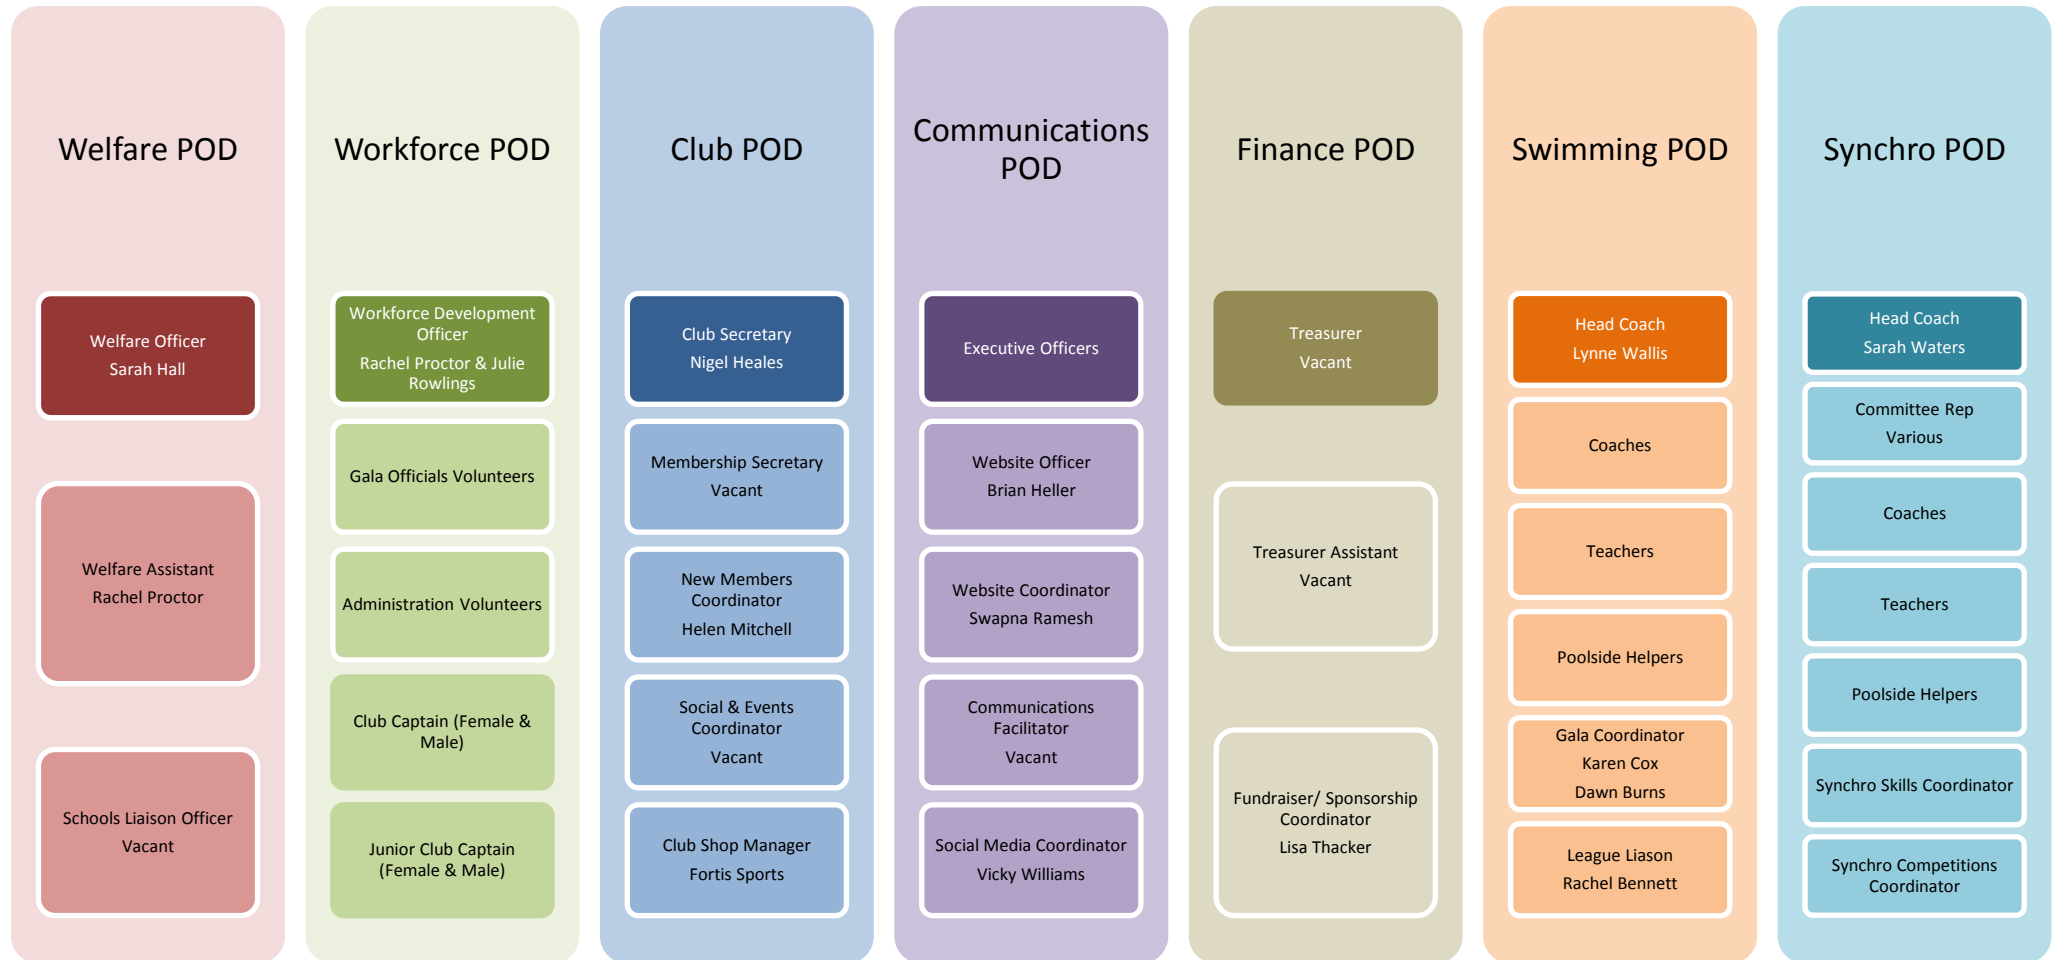 Welfare POD
Welfare Officer
Sarah Hall
Welfare Assistant
Rachel Proctor
Schools Liaison Officer
Vacant
Workforce POD
Workforce Development
Officer
Rachel Proctor & Julie
Rowlings
Gala Officials Volunteers
Administration Volunteers
Club Captain (Female &
Male)
Junior Club Captain
(Female & Male)
Club POD
Club Secretary
Nigel Heales
Membership Secretary
Vacant
New Members
Coordinator
Helen Mitchell
Social & Events
Coordinator
Vacant
Club Shop Manager
Fortis Sports
Communications
POD
Executive Officers
Website Officer
Brian Heller
Website Coordinator
Swapna Ramesh
Communications
Facilitator
Vacant
Social Media Coordinator
Vicky Williams
Finance POD
Treasurer
Vacant
Treasurer Assistant
Vacant
Fundraiser/ Sponsorship
Coordinator
Lisa Thacker
Swimming POD
Head Coach
Lynne Wallis
Coaches
Teachers
Poolside Helpers
Gala Coordinator
Karen Cox
Dawn Burns
League Liason
Rachel Bennett
Synchro POD
Head Coach
Sarah Waters
Committee Rep
Various
Coaches
Teachers
Poolside Helpers
Synchro Skills Coordinator
Synchro Competitions
Coordinator